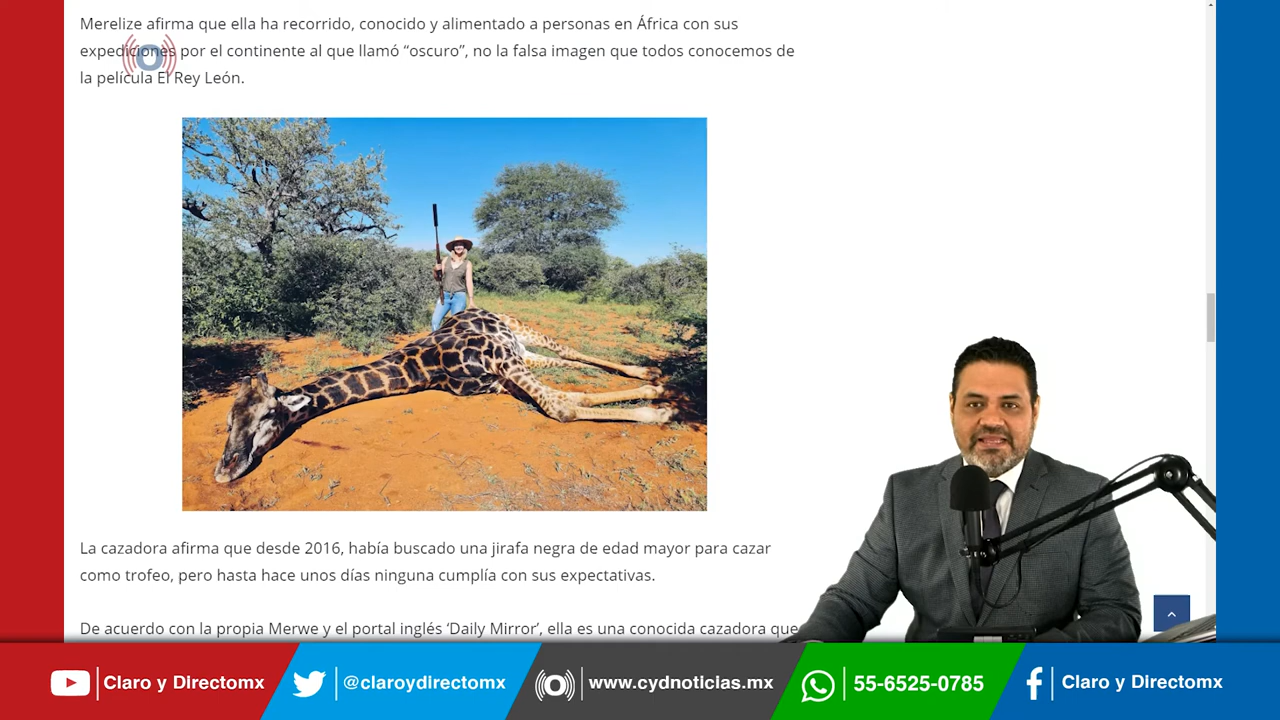 Merelize afirma que ella ha recorrido, conocido y alimentado a personas en África con sus
expediciones por el continente al que llamó “oscuro”, no la falsa imagen que todos conocemos de
la película El Rey León.
La cazadora afirma que desde 2016, había buscado una jirafa negra de edad mayor para cazar
como trofeo, pero hasta hace unos días ninguna cumplía con sus expectativas.
De acuerdo con la propia Merwe y el portal inglés ‘Daily Mirror’, ella es una conocida cazadora que
Claro y Directomx
@claroydirectomx
www.cydnoticias.mx
55-6525-0785
Claro y Directomx